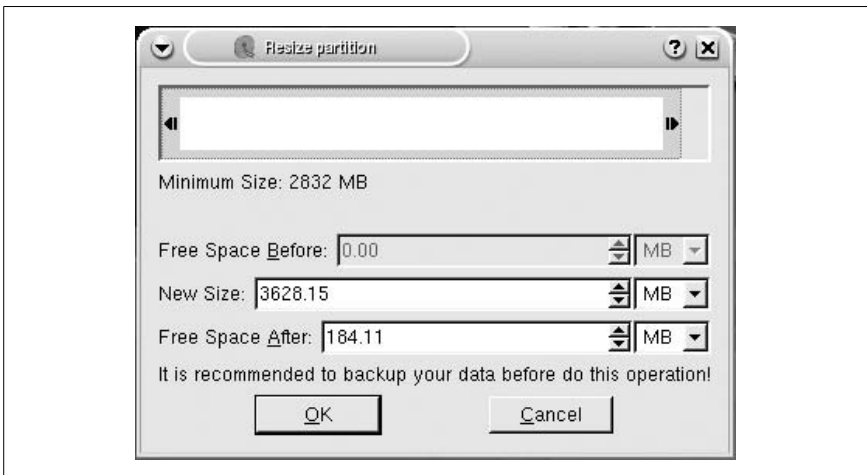 Resize partition
Minimum Size: 2832 MB
Free Space Before: 0.00 MB
New Size: 3628.15 MB
Free Space After: 184.11 MB
It is recommended to backup your data before do this operation!
OK Cancel